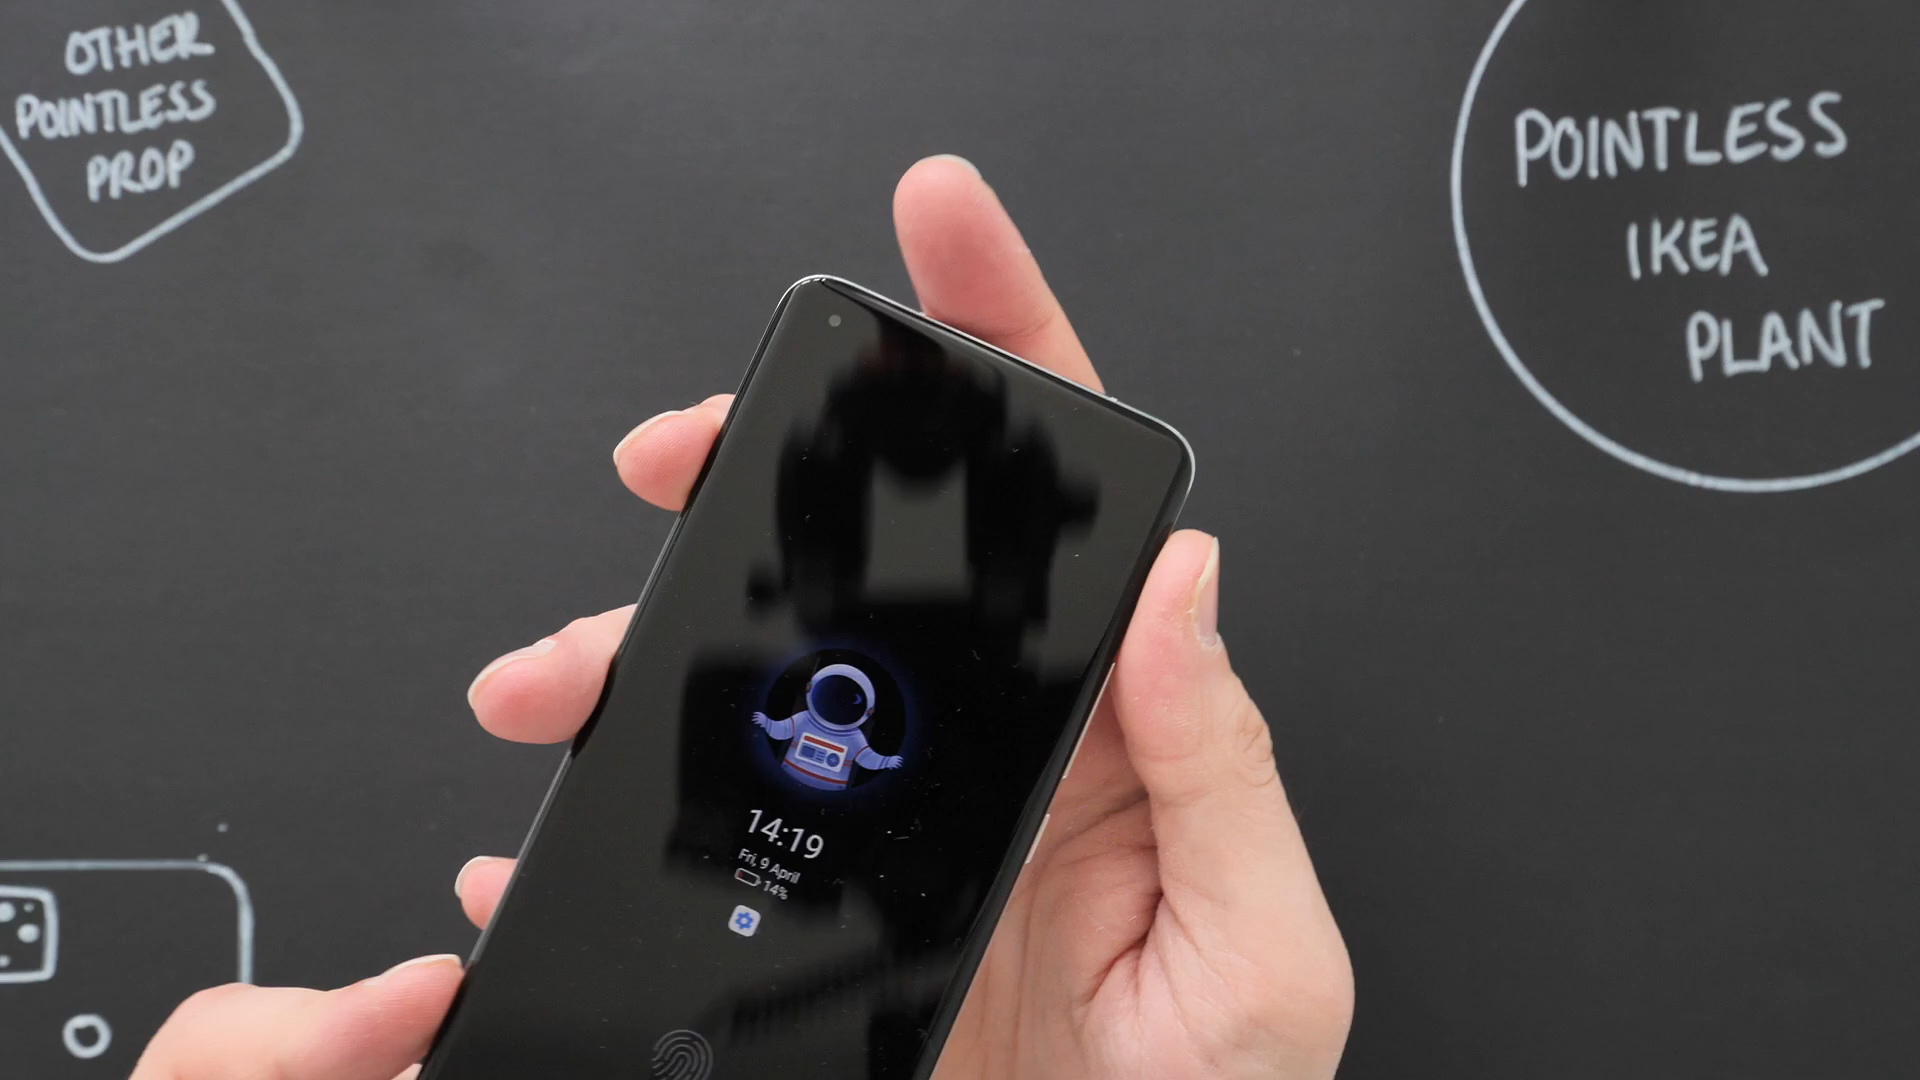 OTHER
POINTLESS
PROP
POINTLESS
IKEA
PLANT
14:19
Fri, 9 April
14%